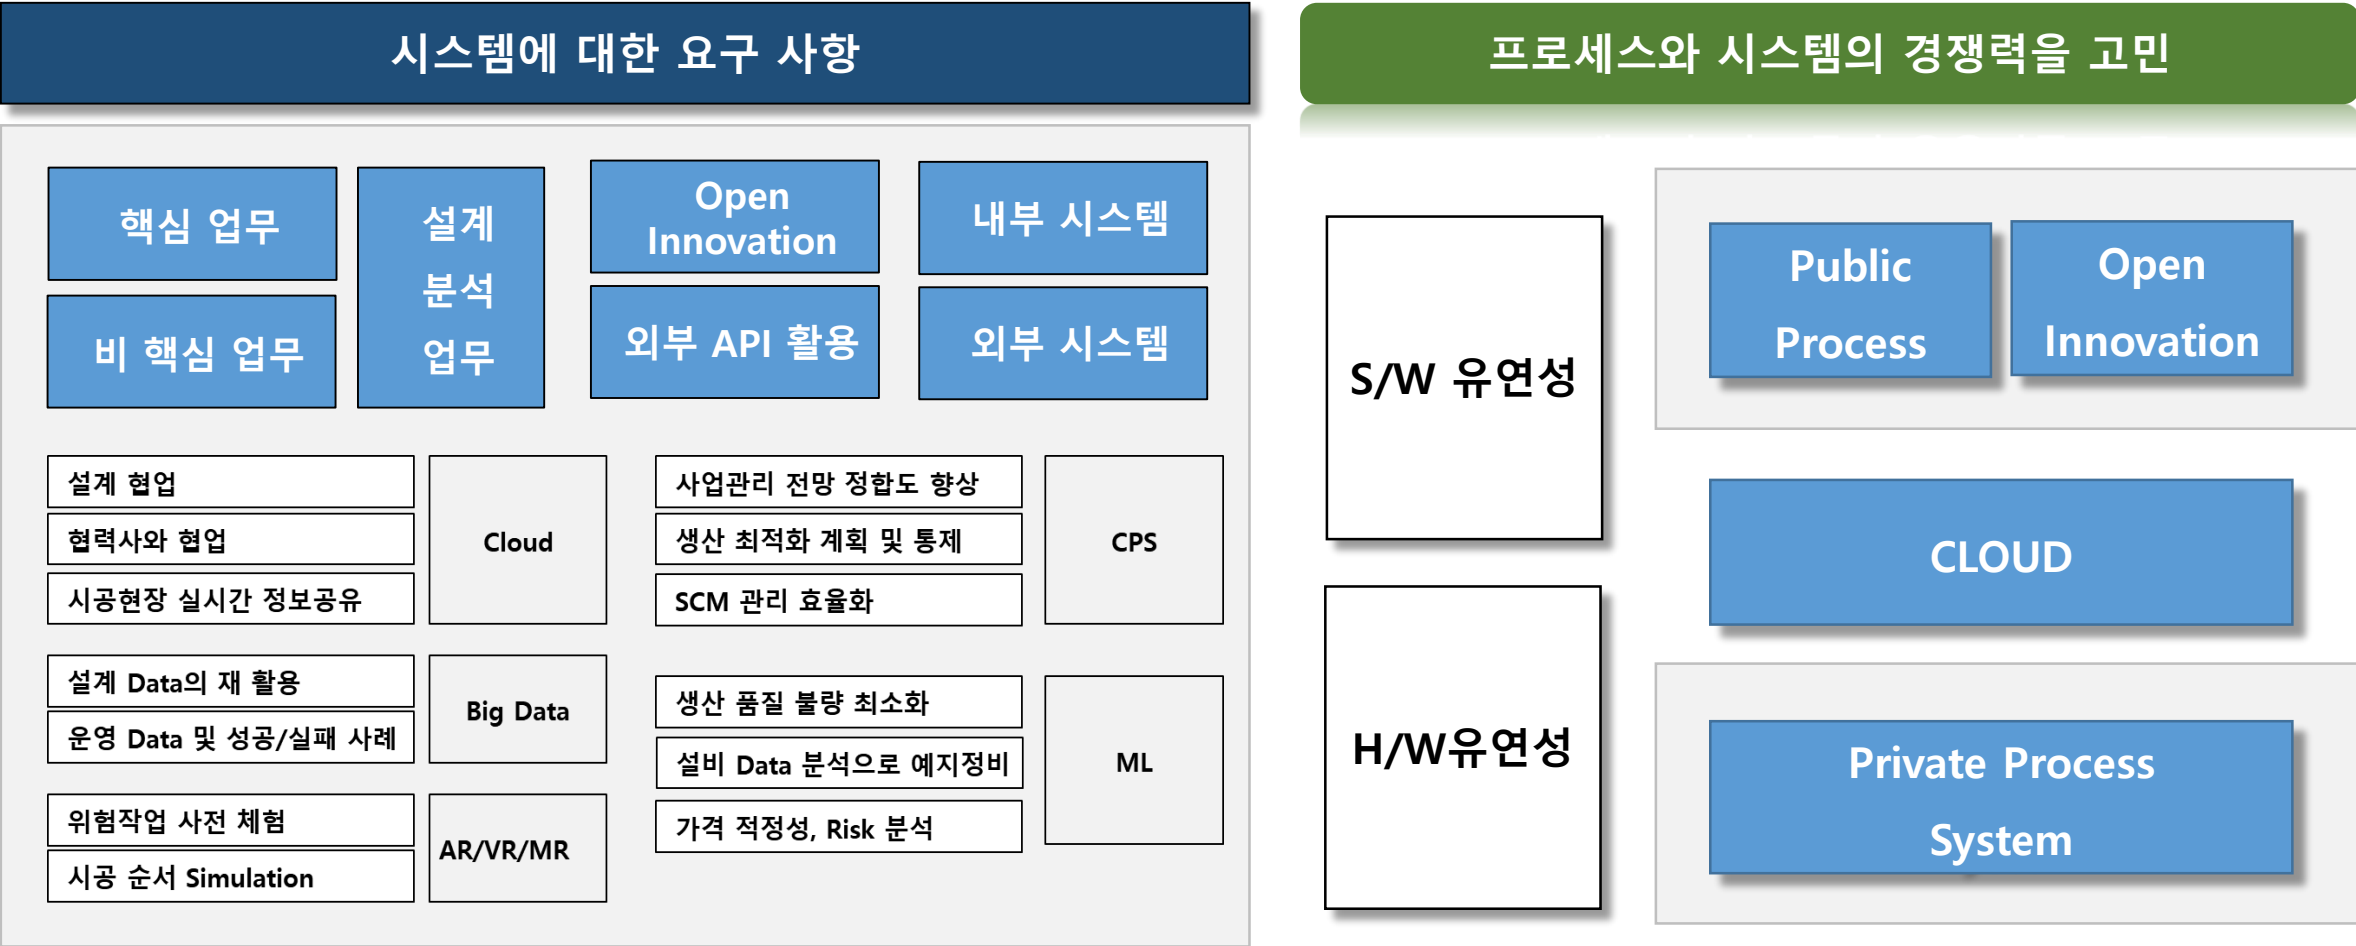 시스템에 대한 요구 사항
핵심 업무
비 핵심 업무
설계
분석
업무
Open
Innovation
외부 API 활용
내부 시스템
외부 시스템
설계 협업
협력사와 협업
시공현장 실시간 정보공유
Cloud
설계 Data의 재 활용
운영 Data 및 성공/실패 사례
Big Data
위험작업 사전 체험
시공 순서 Simulation
AR/VR/MR
사업관리 전망 정합도 향상
생산 최적화 계획 및 통제
SCM 관리 효율화
CPS
생산 품질 불량 최소화
설비 Data 분석으로 예지정비
가격 적정성, Risk 분석
ML
프로세스와 시스템의 경쟁력을 고민
S/W 유연성
H/W유연성
Public
Process
Open
Innovation
CLOUD
Private Process
System